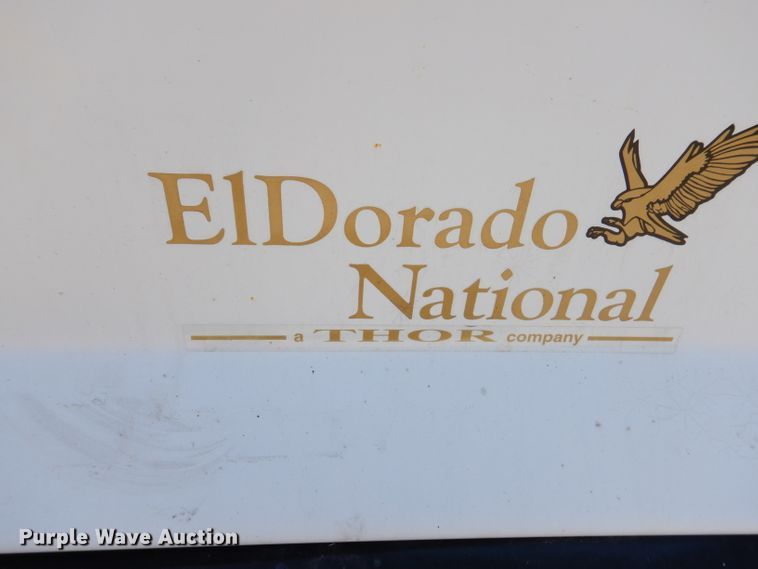 ElDorado
National
a THOR company
Purple Wave Auction